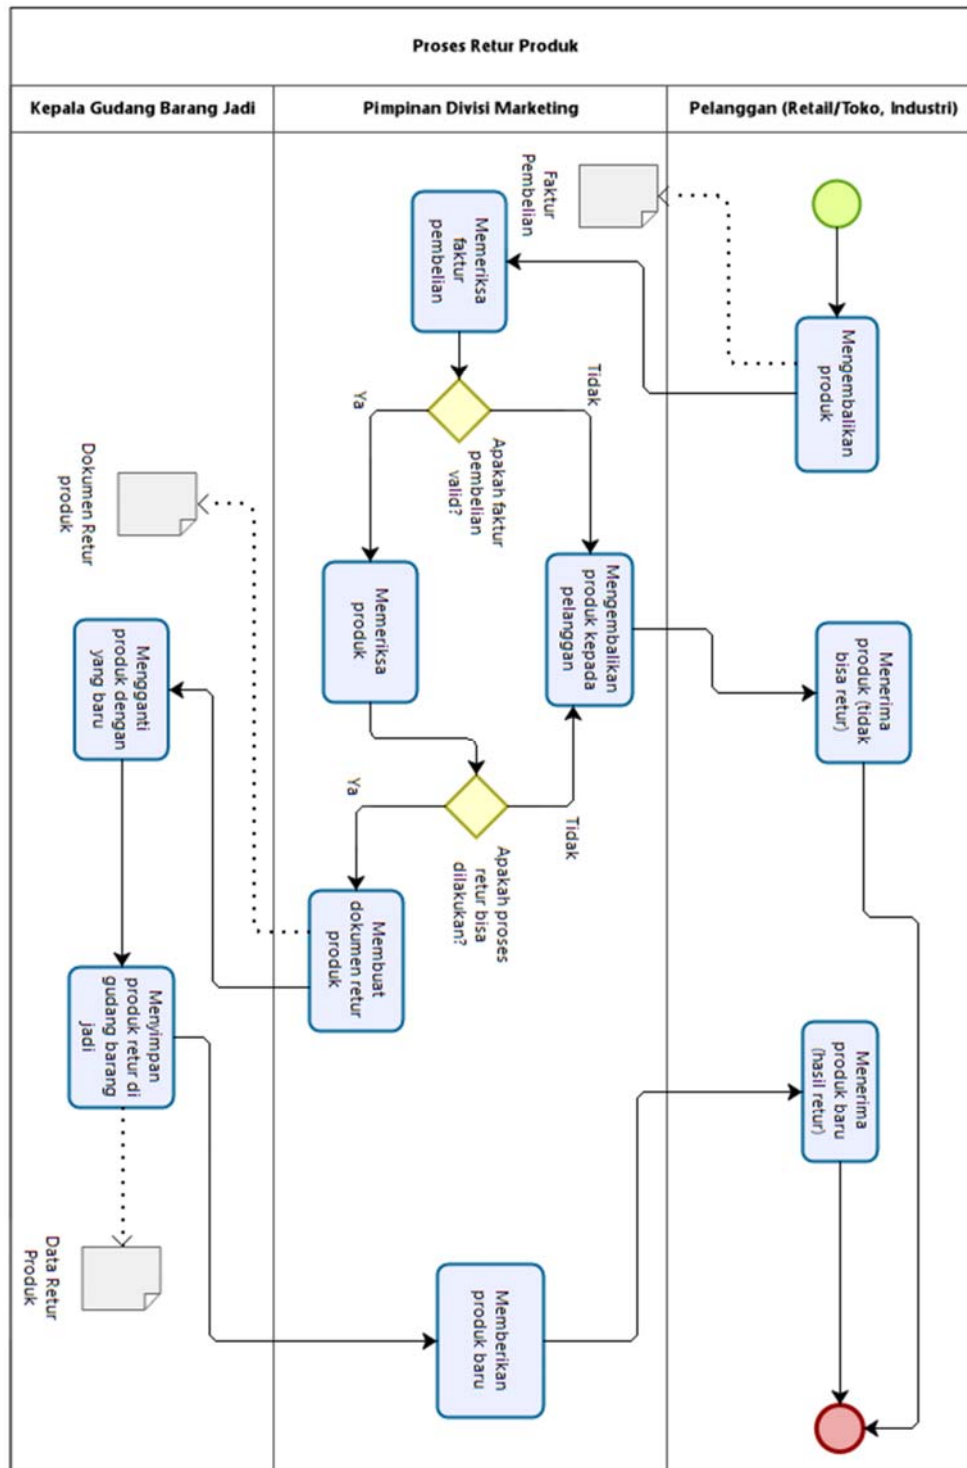 Proses Retur Produk
Kepala Gudang Barang Jadi
Pimpinan Divisi Marketing
Pelanggan (Retail/Toko, Industri)
Mengembalikan
produk
Faktur
Pembelian
Memeriksa
faktur
pembelian
Apakah faktur
pembelian
valid?
Tidak
Ya
Mengembalikan
produk kepada
pelanggan
Menerima
produk (tidak
bisa retur)
Memeriksa
produk
Apakah proses
retur bisa
dilakukan?
Tidak
Ya
Membuat
dokumen retur
produk
Dokumen Retur
produk
Mengganti
produk dengan
yang baru
Menyimpan
produk retur di
gudang barang
jadi
Data Retur
Produk
Memberikan
produk baru
Menerima
produk baru
(hasil retur)